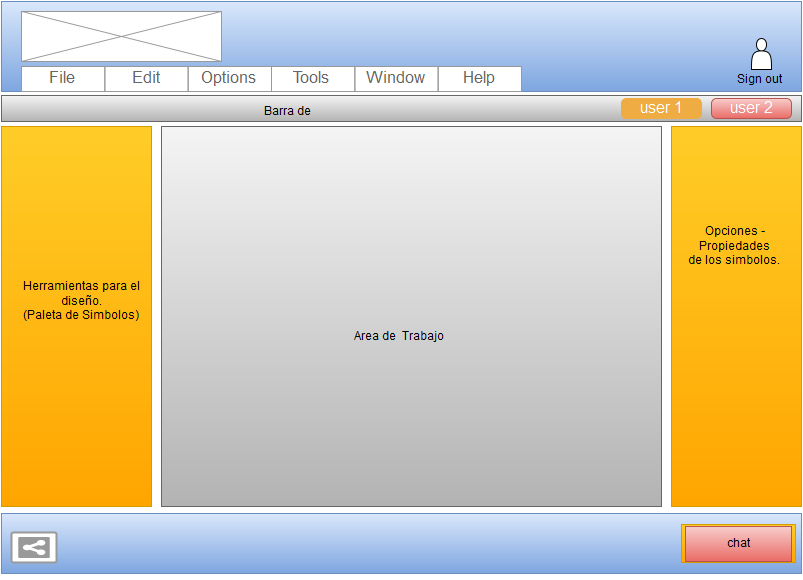 File Edit Options Tools Window Help
Sign out
Barra de
user 1 user 2
Herramientas para el
diseño.
(Paleta de Simbolos)
Area de Trabajo
Opciones -
Propiedades
de los simbolos.
chat